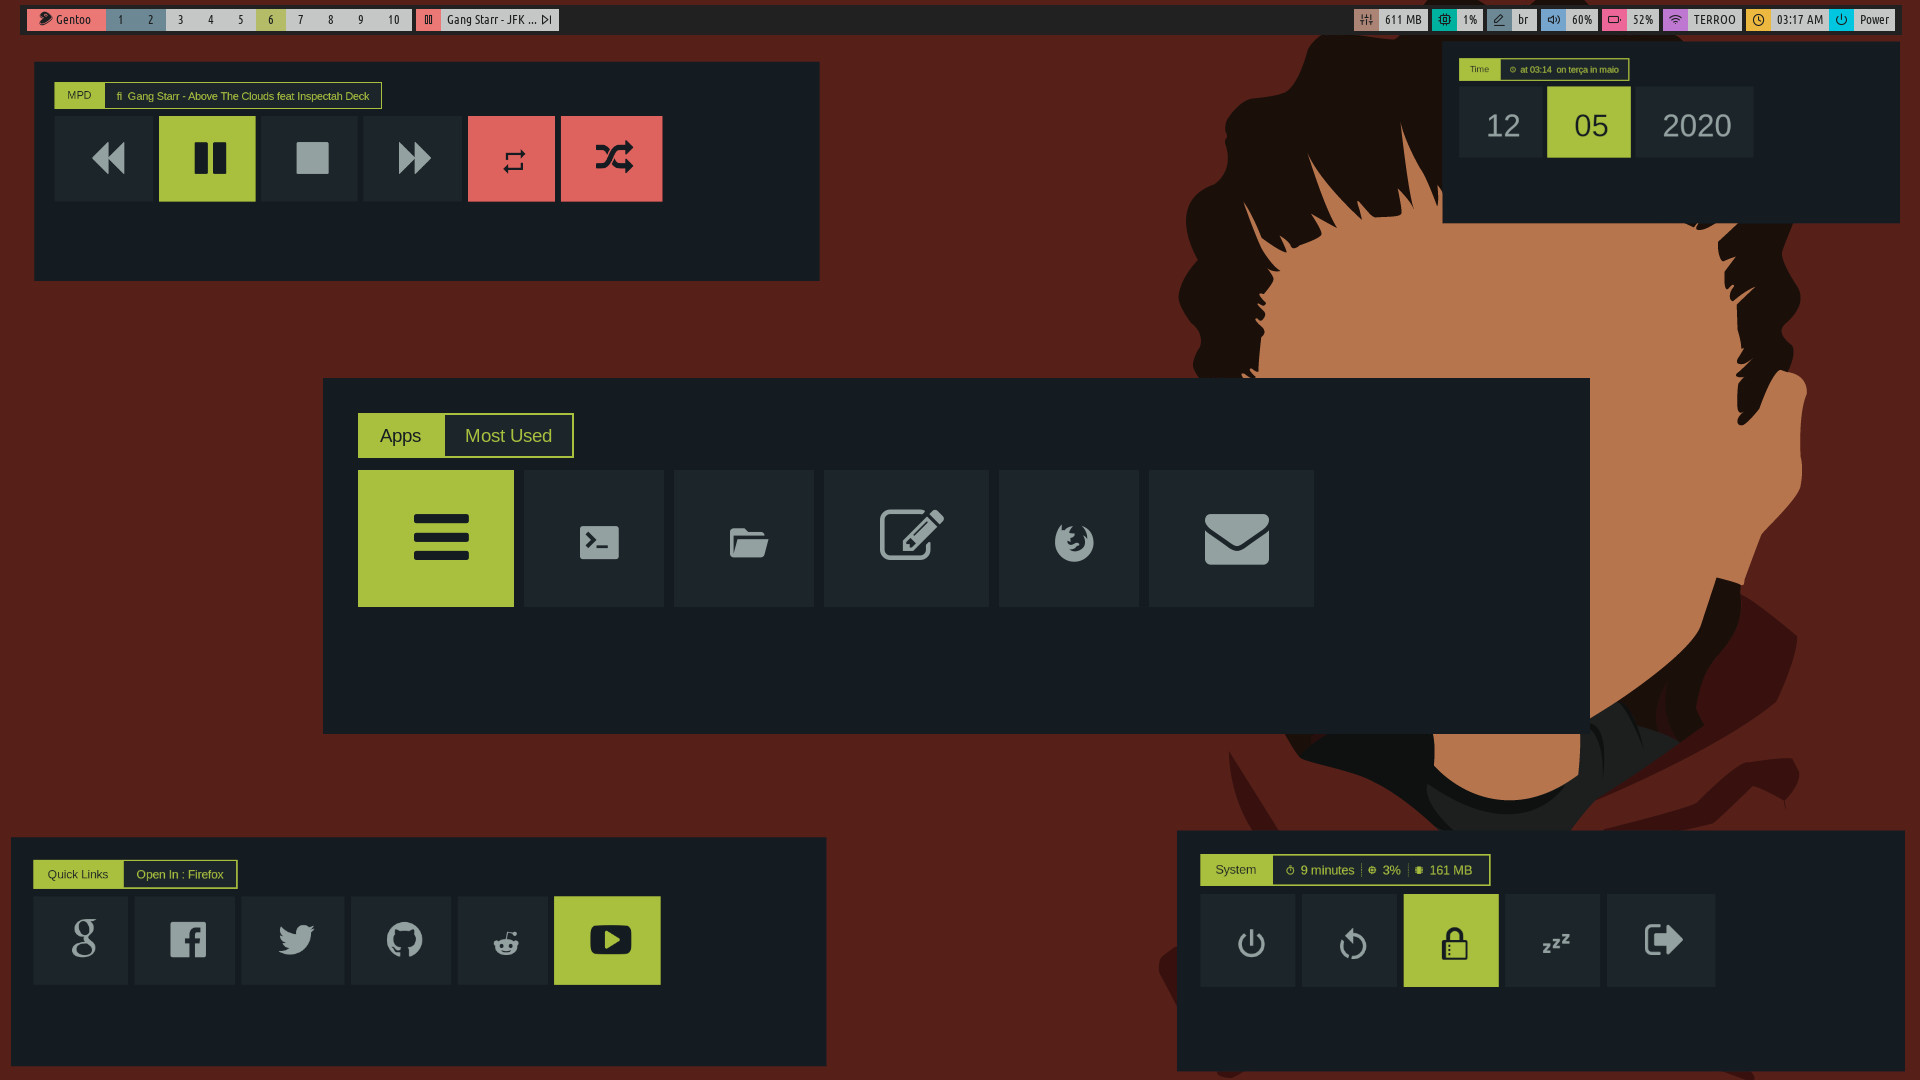 Gentoo 1 2 3 4 5 6 7 8 9 10 Gang Starr - JFK ... 611 MB 1% br 60% 52% TERROO 03:17 AM Power
MPD Gang Starr - Above The Clouds feat Inspectah Deck
Time at 03:14 on terça in maio
12 05 2020
Apps Most Used
Quick Links Open In : Firefox
System 9 minutes 3% 161 MB